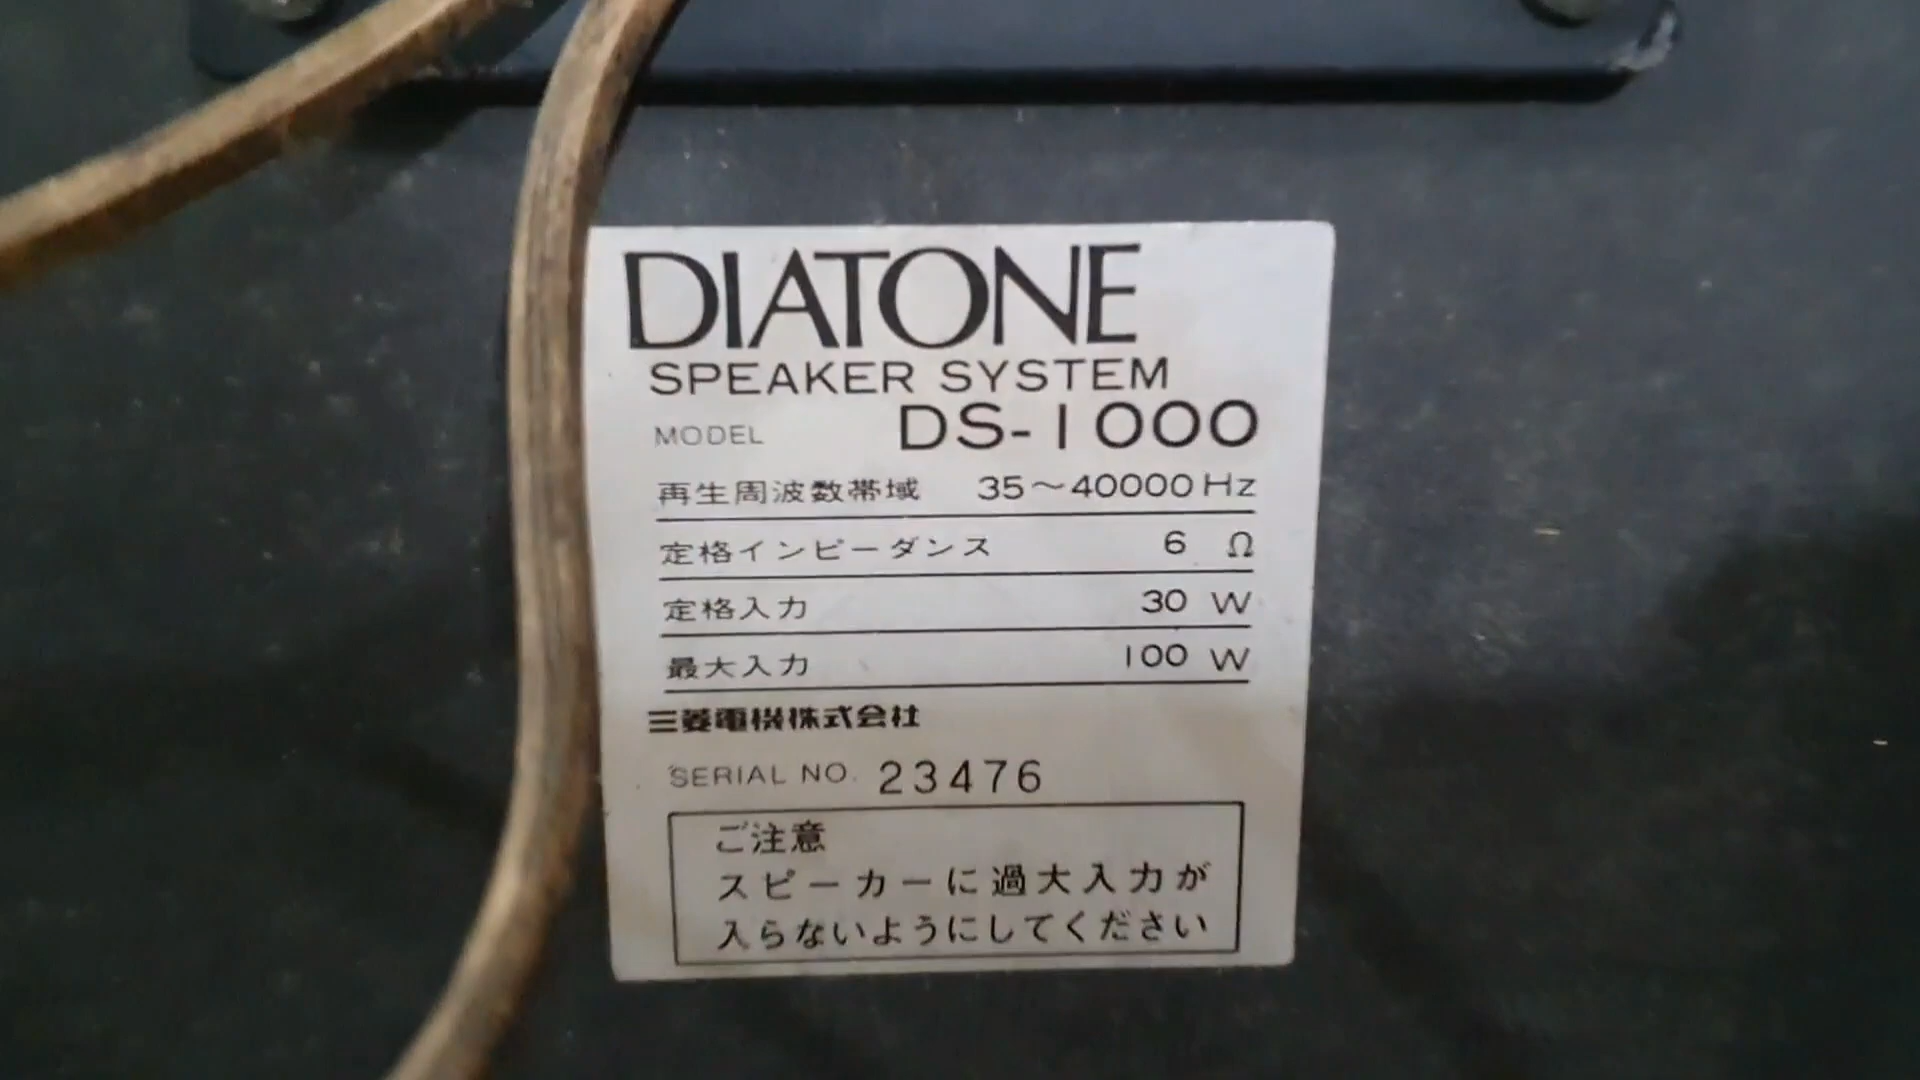 DIATONE
SPEAKER SYSTEM
MODEL DS-1000
再生周波数帯域 35～40000Hz
定格インピーダンス 6 Ω
定格入力 30 W
最大入力 100 W
三菱電機株式会社
SERIAL NO. 23476
ご注意
スピーカーに過大入力が
入らないようにしてください